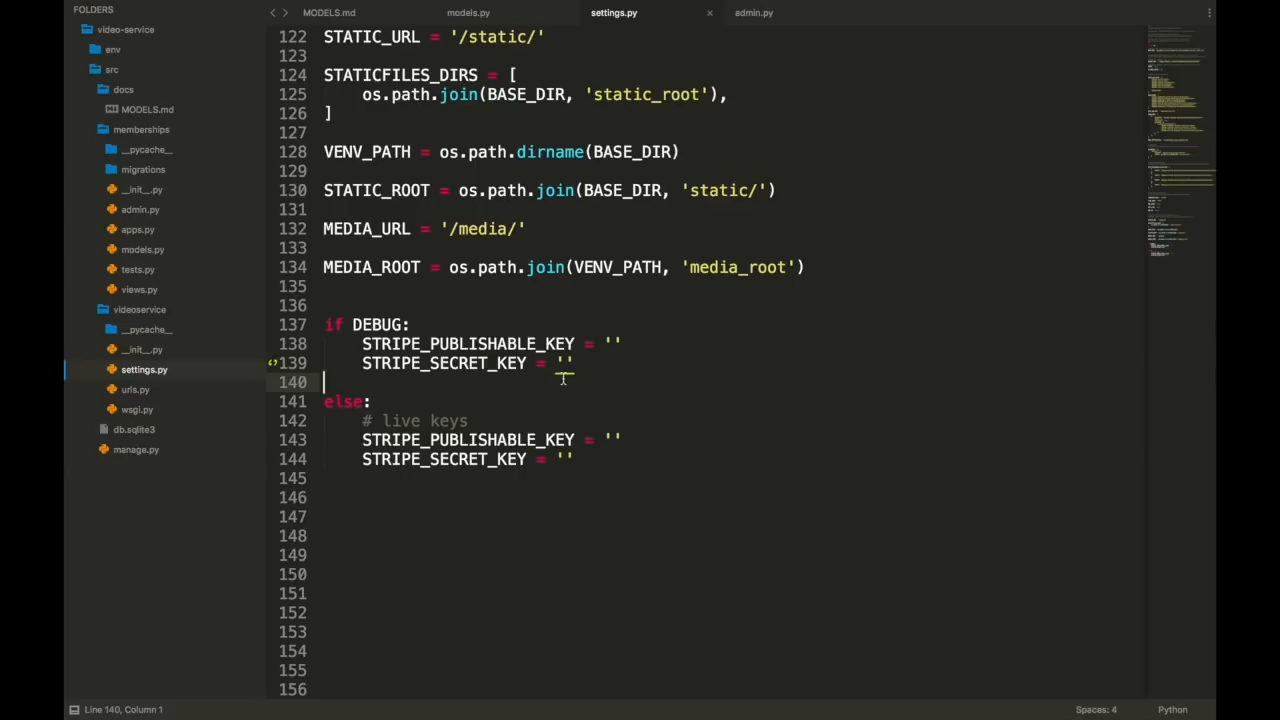 FOLDERS
video-service
env
src
docs
MODELS.md
memberships
__pycache__
migrations
__init__.py
admin.py
apps.py
models.py
tests.py
views.py
videoservice
__pycache__
__init__.py
settings.py
urls.py
wsgi.py
db.sqlite3
manage.py
MODELS.md models.py settings.py × admin.py
122 STATIC_URL = '/static/'
123
124 STATICFILES_DIRS = [
125     os.path.join(BASE_DIR, 'static_root'),
126 ]
127
128 VENV_PATH = os.path.dirname(BASE_DIR)
129
130 STATIC_ROOT = os.path.join(BASE_DIR, 'static/')
131
132 MEDIA_URL = '/media/'
133
134 MEDIA_ROOT = os.path.join(VENV_PATH, 'media_root')
135
136
137 if DEBUG:
138     STRIPE_PUBLISHABLE_KEY = ''
139     STRIPE_SECRET_KEY = ''
140
141 else:
142     # live keys
143     STRIPE_PUBLISHABLE_KEY = ''
144     STRIPE_SECRET_KEY = ''
145
146
147
148
149
150
151
152
153
154
155
156
Line 140, Column 1 Spaces: 4 Python